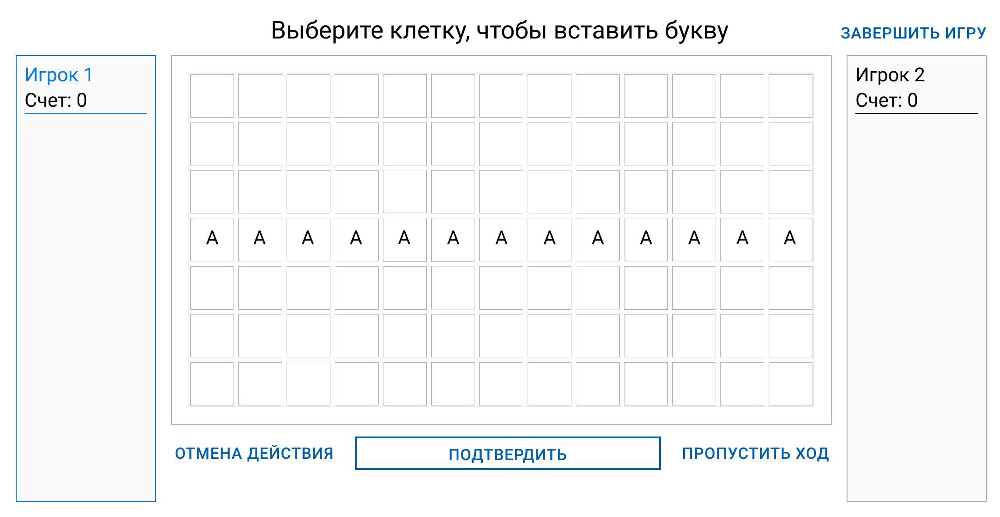 Выберите клетку, чтобы вставить букву
ЗАВЕРШИТЬ ИГРУ
Игрок 1
Счет: 0
Игрок 2
Счет: 0
А А А А А А А А А А А А А
ОТМЕНА ДЕЙСТВИЯ
ПОДТВЕРДИТЬ
ПРОПУСТИТЬ ХОД